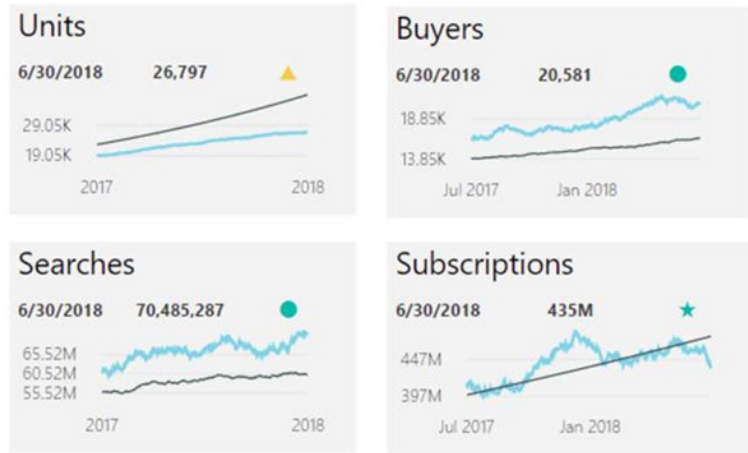 Units
6/30/2018 26,797
29.05K
19.05K
2017 2018
Buyers
6/30/2018 20,581
18.85K
13.85K
Jul 2017 Jan 2018
Searches
6/30/2018 70,485,287
65.52M
60.52M
55.52M
2017 2018
Subscriptions
6/30/2018 435M
447M
397M
Jul 2017 Jan 2018